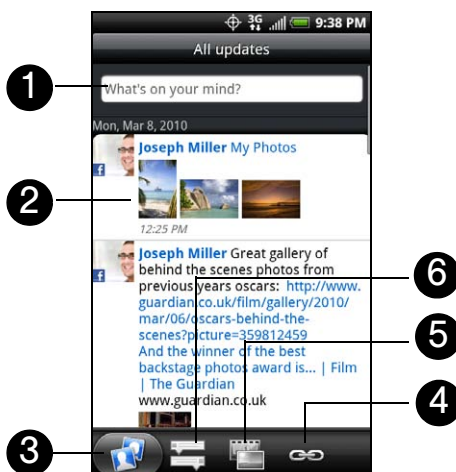 3G 9:38 PM
All updates
1
What's on your mind?
Mon, Mar 8, 2010
Joseph Miller My Photos
2
12:25 PM
Joseph Miller Great gallery of
behind the scenes photos from
previous years oscars: http://www.
guardian.co.uk/film/gallery/2010/
mar/06/oscars-behind-the-
scenes?picture=359812459
And the winner of the best
backstage photos award is... | Film
| The Guardian
www.guardian.co.uk
6
5
4
3